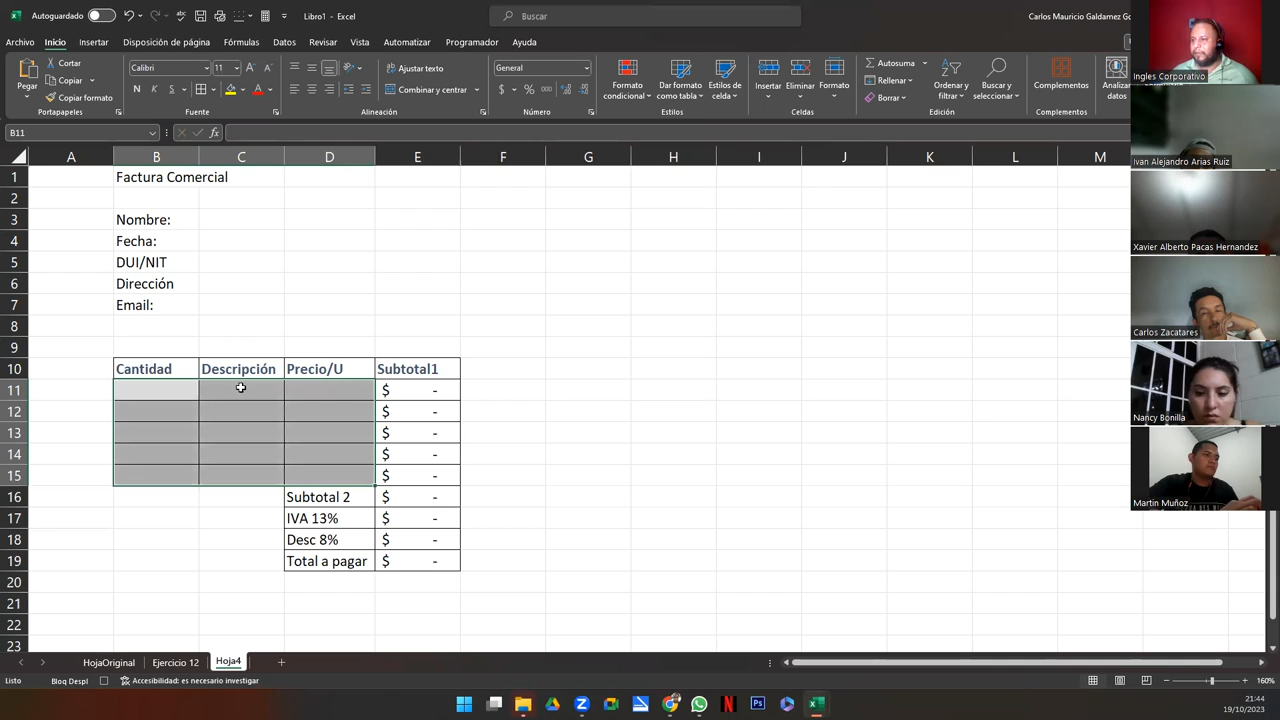 Autoguardado
Libro1 - Excel
Buscar
Carlos Mauricio Galdamez Go
Archivo Inicio Insertar Disposición de página Fórmulas Datos Revisar Vista Automatizar Programador Ayuda
Pegar
Cortar
Copiar
Copiar formato
Portapapeles
Calibri 11
N K S
Fuente
Ajustar texto
Combinar y centrar
Alineación
General
$ % 000
Número
Formato condicional
Dar formato como tabla
Estilos de celda
Estilos
Insertar Eliminar Formato
Celdas
Autosuma
Rellenar
Borrar
Ordenar y filtrar
Buscar y seleccionar
Edición
Complementos
Complementos
Analiza
datos
B11
fx
A B C D E F G H I J K L M
1 Factura Comercial
2
3 Nombre:
4 Fecha:
5 DUI/NIT
6 Dirección
7 Email:
8
9
10 Cantidad Descripción Precio/U Subtotal1
11 $ -
12 $ -
13 $ -
14 $ -
15 $ -
16 Subtotal 2 $ -
17 IVA 13% $ -
18 Desc 8% $ -
19 Total a pagar $ -
20
21
22
23
HojaOriginal Ejercicio 12 Hoja4
Listo
Bloq Despl
Accesibilidad: es necesario investigar
160%
21:44
19/10/2023
Ingles Corporativo
Ivan Alejandro Arias Ruiz
Xavier Alberto Pacas Hernandez
Carlos Zacatares
Nancy Bonilla
Martin Muñoz